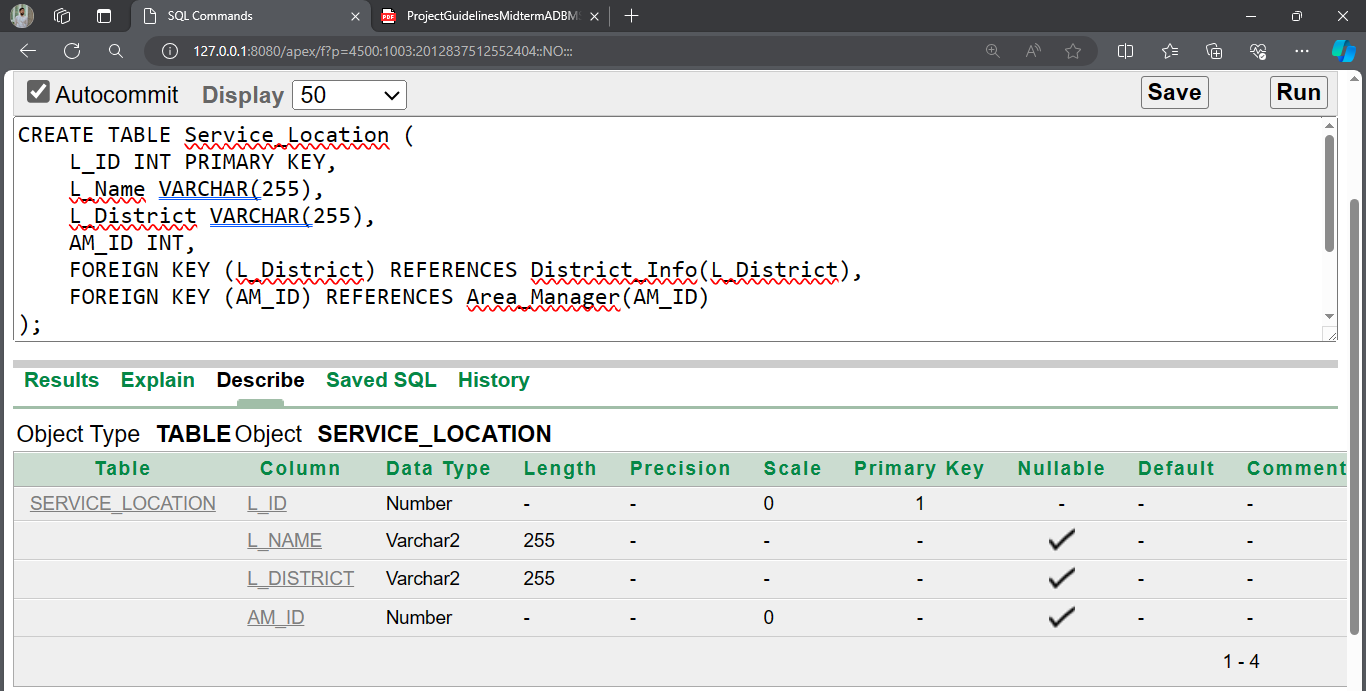 SQL Commands
ProjectGuidelinesMidtermADBMS
127.0.0.1:8080/apex/f?p=4500:1003:2012837512552404::NO:::
Autocommit Display 50 Save Run
CREATE TABLE Service_Location (
L_ID INT PRIMARY KEY,
L_Name VARCHAR(255),
L_District VARCHAR(255),
AM_ID INT,
FOREIGN KEY (L_District) REFERENCES District_Info(L_District),
FOREIGN KEY (AM_ID) REFERENCES Area_Manager(AM_ID)
);
Results Explain Describe Saved SQL History
Object Type TABLE Object SERVICE_LOCATION
Table Column Data Type Length Precision Scale Primary Key Nullable Default Comment
SERVICE_LOCATION L_ID Number - - 0 1 - - -
L_NAME Varchar2 255 - - - ✓ - -
L_DISTRICT Varchar2 255 - - - ✓ - -
AM_ID Number - - 0 - ✓ - -
1 - 4